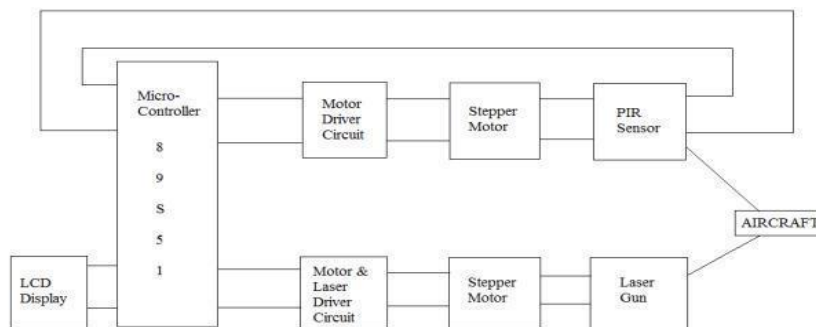 Micro-
Controller
8
9
S
5
1
Motor
Driver
Circuit
Stepper
Motor
PIR
Sensor
AIRCRAFT
LCD
Display
Motor &
Laser
Driver
Circuit
Stepper
Motor
Laser
Gun